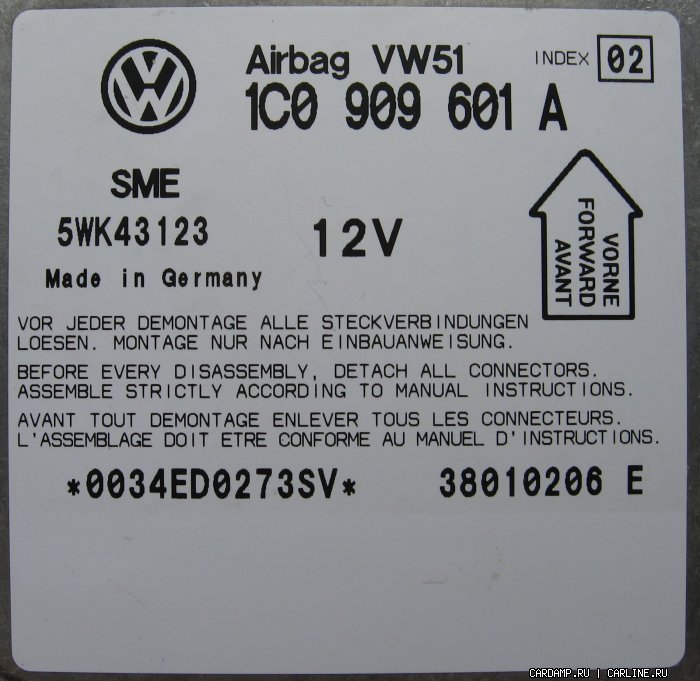 Airbag VW51 INDEX 02
1C0 909 601 A
SME
5WK43123 12V
Made in Germany
VORNE
FORWARD
AVANT
VOR JEDER DEMONTAGE ALLE STECKVERBINDUNGEN
LOESEN. MONTAGE NUR NACH EINBAUANWEISUNG.
BEFORE EVERY DISASSEMBLY, DETACH ALL CONNECTORS.
ASSEMBLE STRICTLY ACCORDING TO MANUAL INSTRUCTIONS.
AVANT TOUT DEMONTAGE ENLEVER TOUS LES CONNECTEURS.
L'ASSEMBLAGE DOIT ETRE CONFORME AU MANUEL D'INSTRUCTIONS.
*0034ED0273SV* 38010206 E
CARDAMP.RU | CARLINE.RU